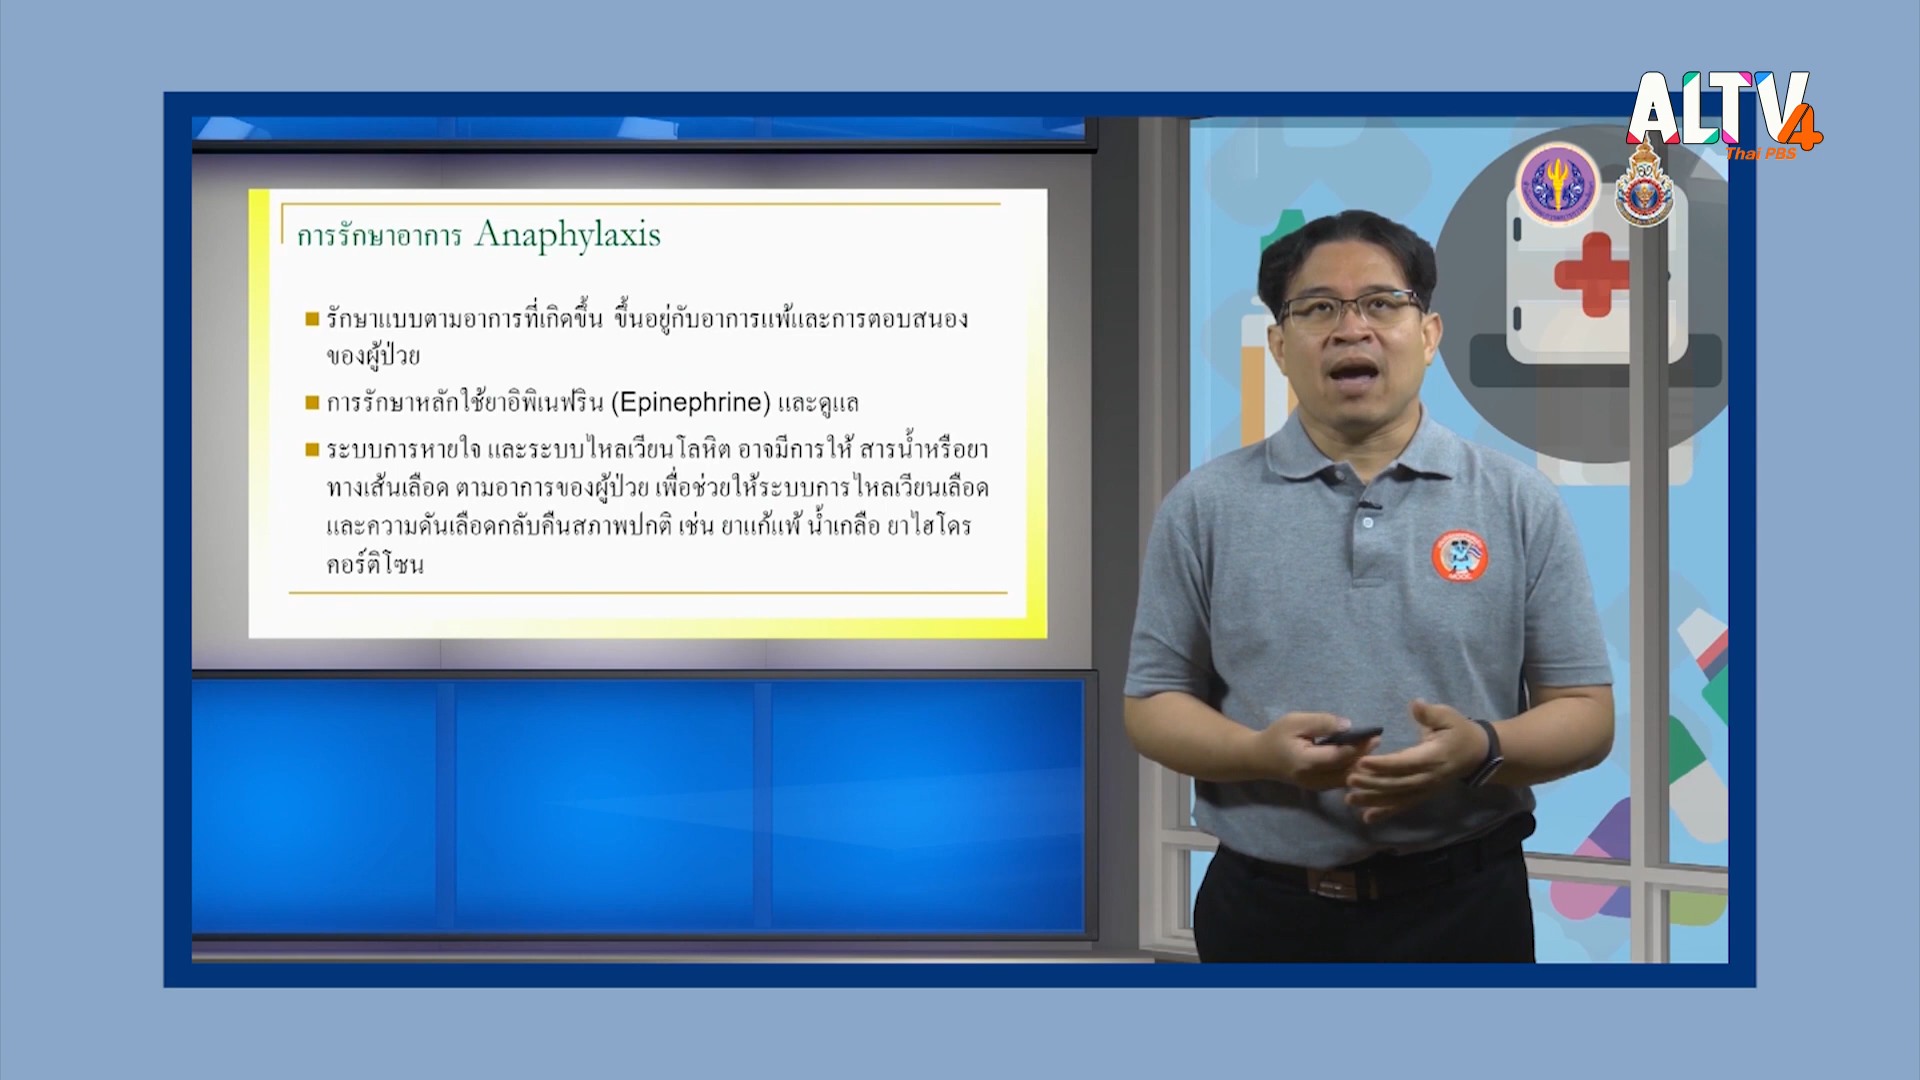 ALTV4
Thai PBS
การรักษาอาการ Anaphylaxis
รักษาแบบตามอาการที่เกิดขึ้น ขึ้นอยู่กับอาการแพ้และการตอบสนอง
ของผู้ป่วย
การรักษาหลักใช้ยาอิพิเนฟริน (Epinephrine) และดูแล
ระบบการหายใจ และระบบไหลเวียนโลหิต อาจมีการให้ สารน้ำหรือยา
ทางเส้นเลือด ตามอาการของผู้ป่วย เพื่อช่วยให้ระบบการไหลเวียนเลือด
และความดันเลือดกลับคืนสภาพปกติ เช่น ยาแก้แพ้ น้ำเกลือ ยาไฮโดร
คอร์ติโซน
MOOC